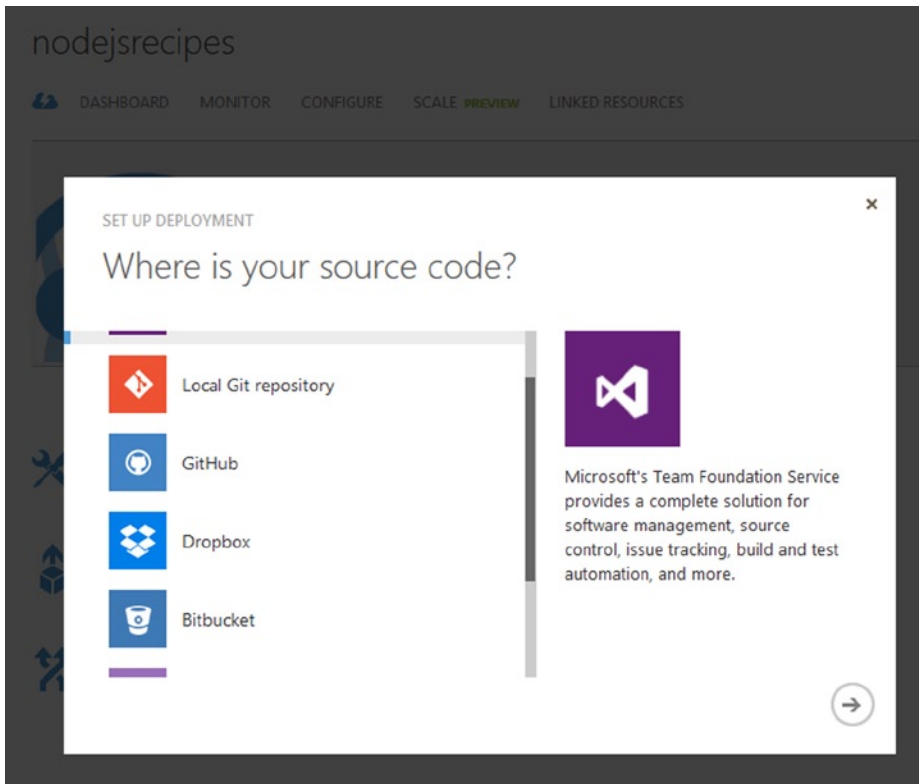 nodejsrecipes
DASHBOARD MONITOR CONFIGURE SCALE PREVIEW LINKED RESOURCES
×
SET UP DEPLOYMENT
Where is your source code?
Local Git repository
GitHub
Dropbox
Bitbucket
Microsoft's Team Foundation Service
provides a complete solution for
software management, source
control, issue tracking, build and test
automation, and more.